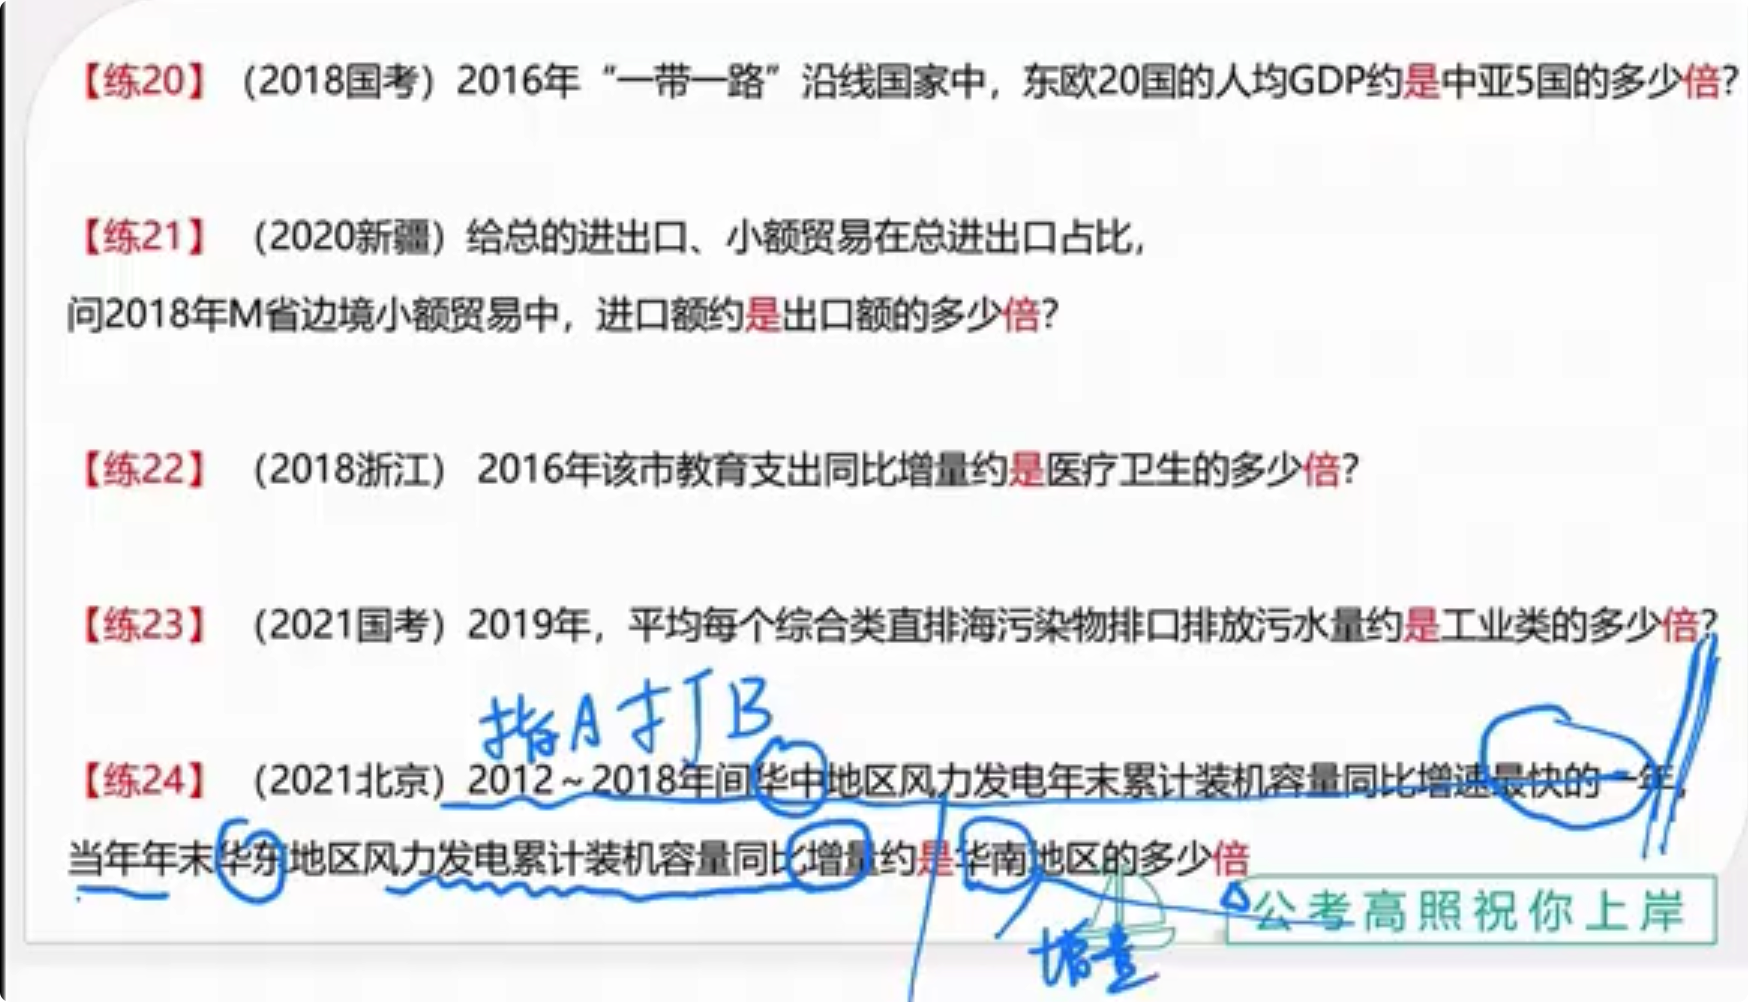 【练20】（2018国考）2016年“一带一路”沿线国家中，东欧20国的人均GDP约是中亚5国的多少倍？
【练21】（2020新疆）给总的进出口、小额贸易在总进出口占比，
问2018年M省边境小额贸易中，进口额约是出口额的多少倍？
【练22】（2018浙江） 2016年该市教育支出同比增量约是医疗卫生的多少倍？
【练23】（2021国考）2019年，平均每个综合类直排海污染物排口排放污水量约是工业类的多少倍？
指A打B
【练24】（2021北京）2012~2018年间华中地区风力发电年末累计装机容量同比增速最快的一年，
当年年末华东地区风力发电累计装机容量同比增量约是华南地区的多少倍
公考高照祝你上岸
增量